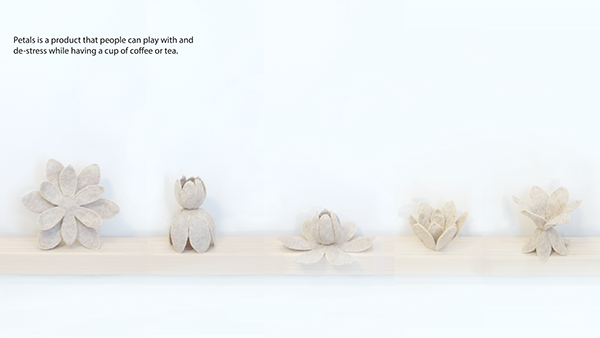 Petals is a product that people can play with and
de-stress while having a cup of coffee or tea.